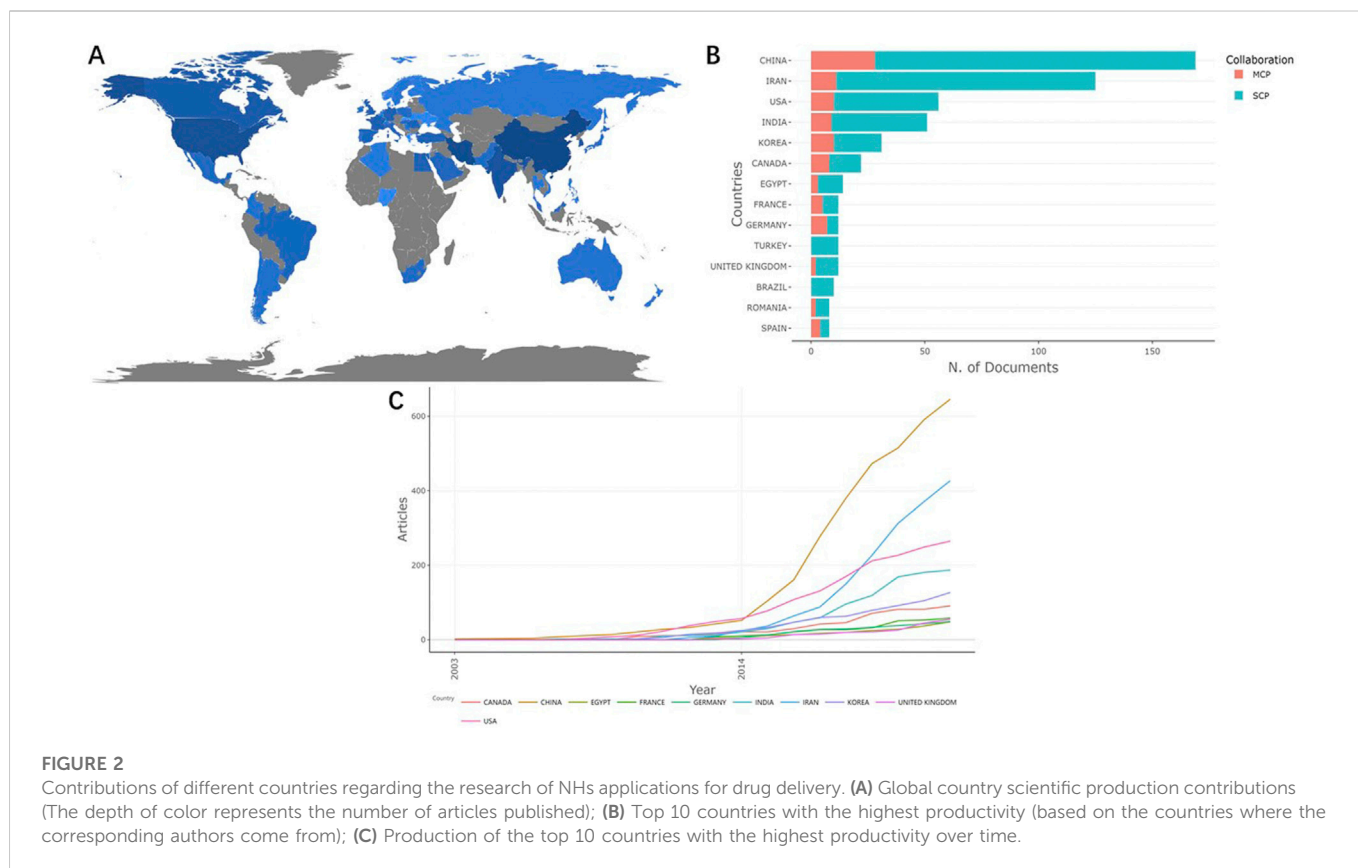 A
B
CHINA
IRAN
USA
INDIA
KOREA
CANADA
EGYPT
FRANCE
GERMANY
TURKEY
UNITED KINGDOM
BRAZIL
ROMANIA
SPAIN
Countries
0 50 100 150
N. of Documents
Collaboration
MCP
SCP
C
600
400
200
0
Articles
2003 2014
Year
Country CANADA CHINA EGYPT FRANCE GERMANY INDIA IRAN KOREA UNITED KINGDOM
USA
FIGURE 2
Contributions of different countries regarding the research of NHs applications for drug delivery. (A) Global country scientific production contributions
(The depth of color represents the number of articles published); (B) Top 10 countries with the highest productivity (based on the countries where the
corresponding authors come from); (C) Production of the top 10 countries with the highest productivity over time.